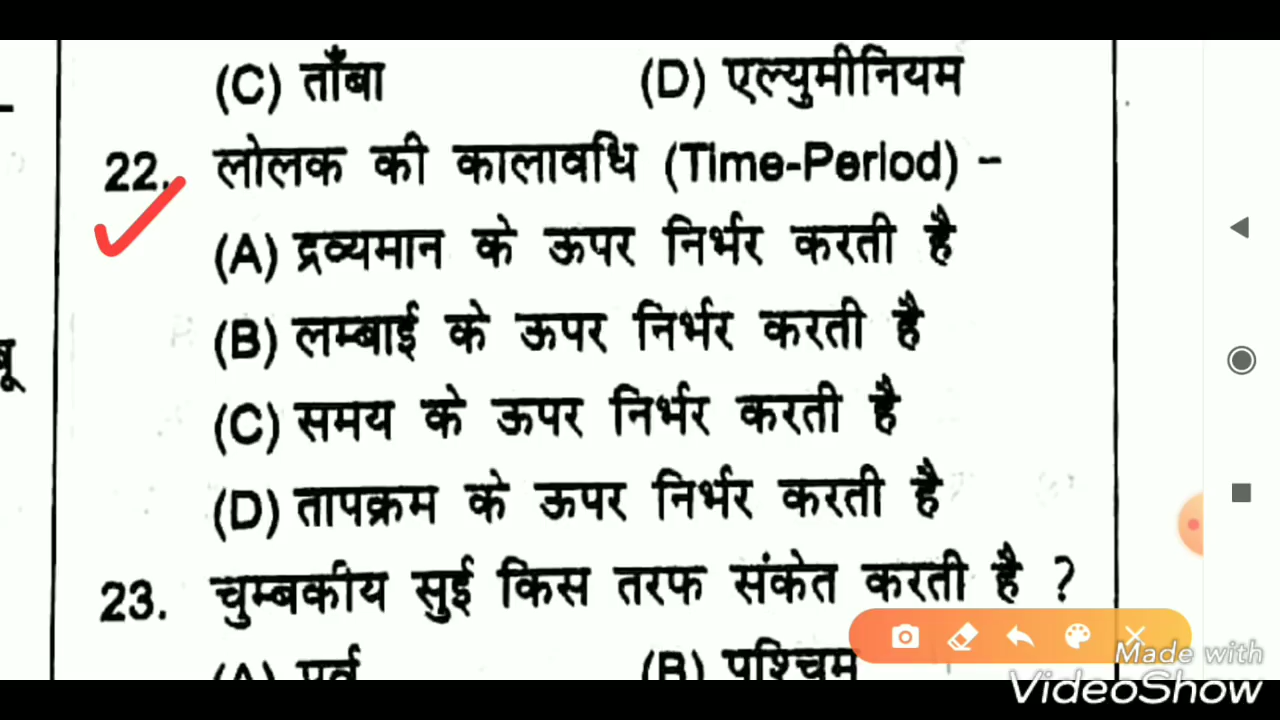 (C) ताँबा (D) एल्युमीनियम
22. लोलक की कालावधि (Time-Period) –
(A) द्रव्यमान के ऊपर निर्भर करती है
(B) लम्बाई के ऊपर निर्भर करती है
(C) समय के ऊपर निर्भर करती है
(D) तापक्रम के ऊपर निर्भर करती है
23. चुम्बकीय सुई किस तरफ संकेत करती है ?
(A) पूर्व (B) पश्चिम
Made with
VideoShow